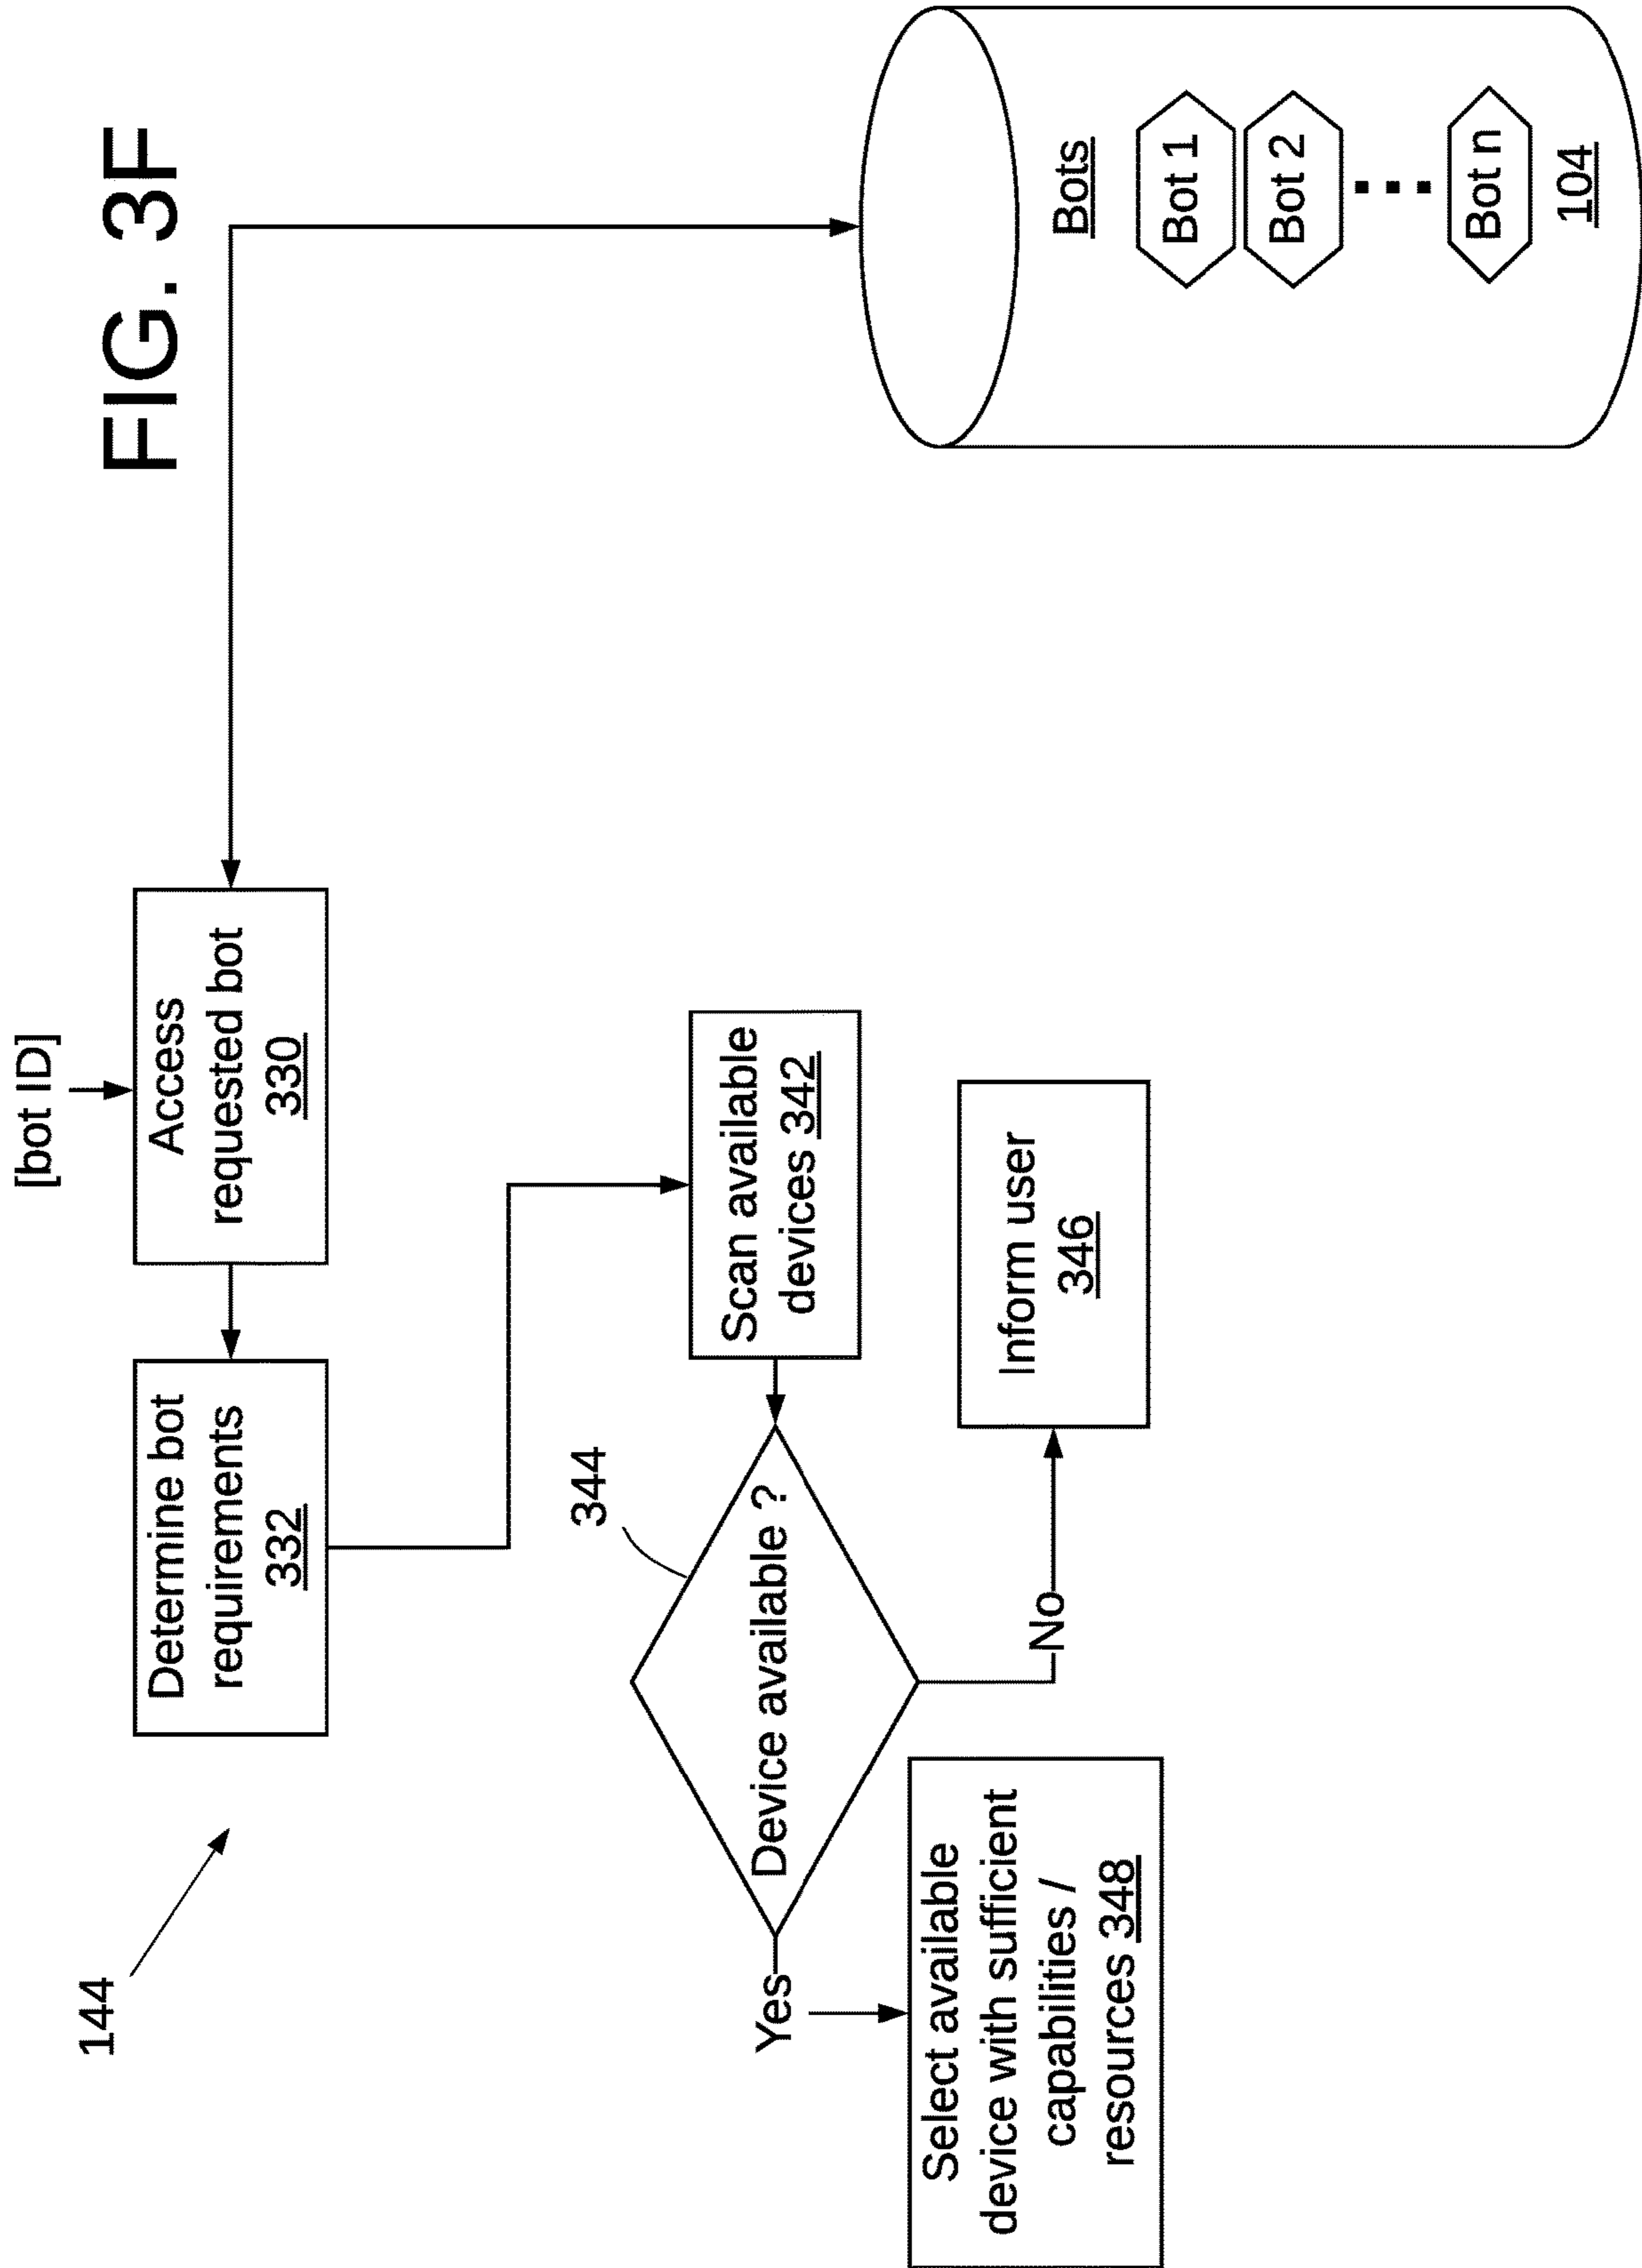 FIG. 3F
144
[bot ID]
Determine bot
requirements
332
Access
requested bot
330
344
Scan available
devices 342
Device available ?
Yes
No
Select available
device with sufficient
capabilities /
resources 348
Inform user
346
Bots
Bot 1
Bot 2
Bot n
104